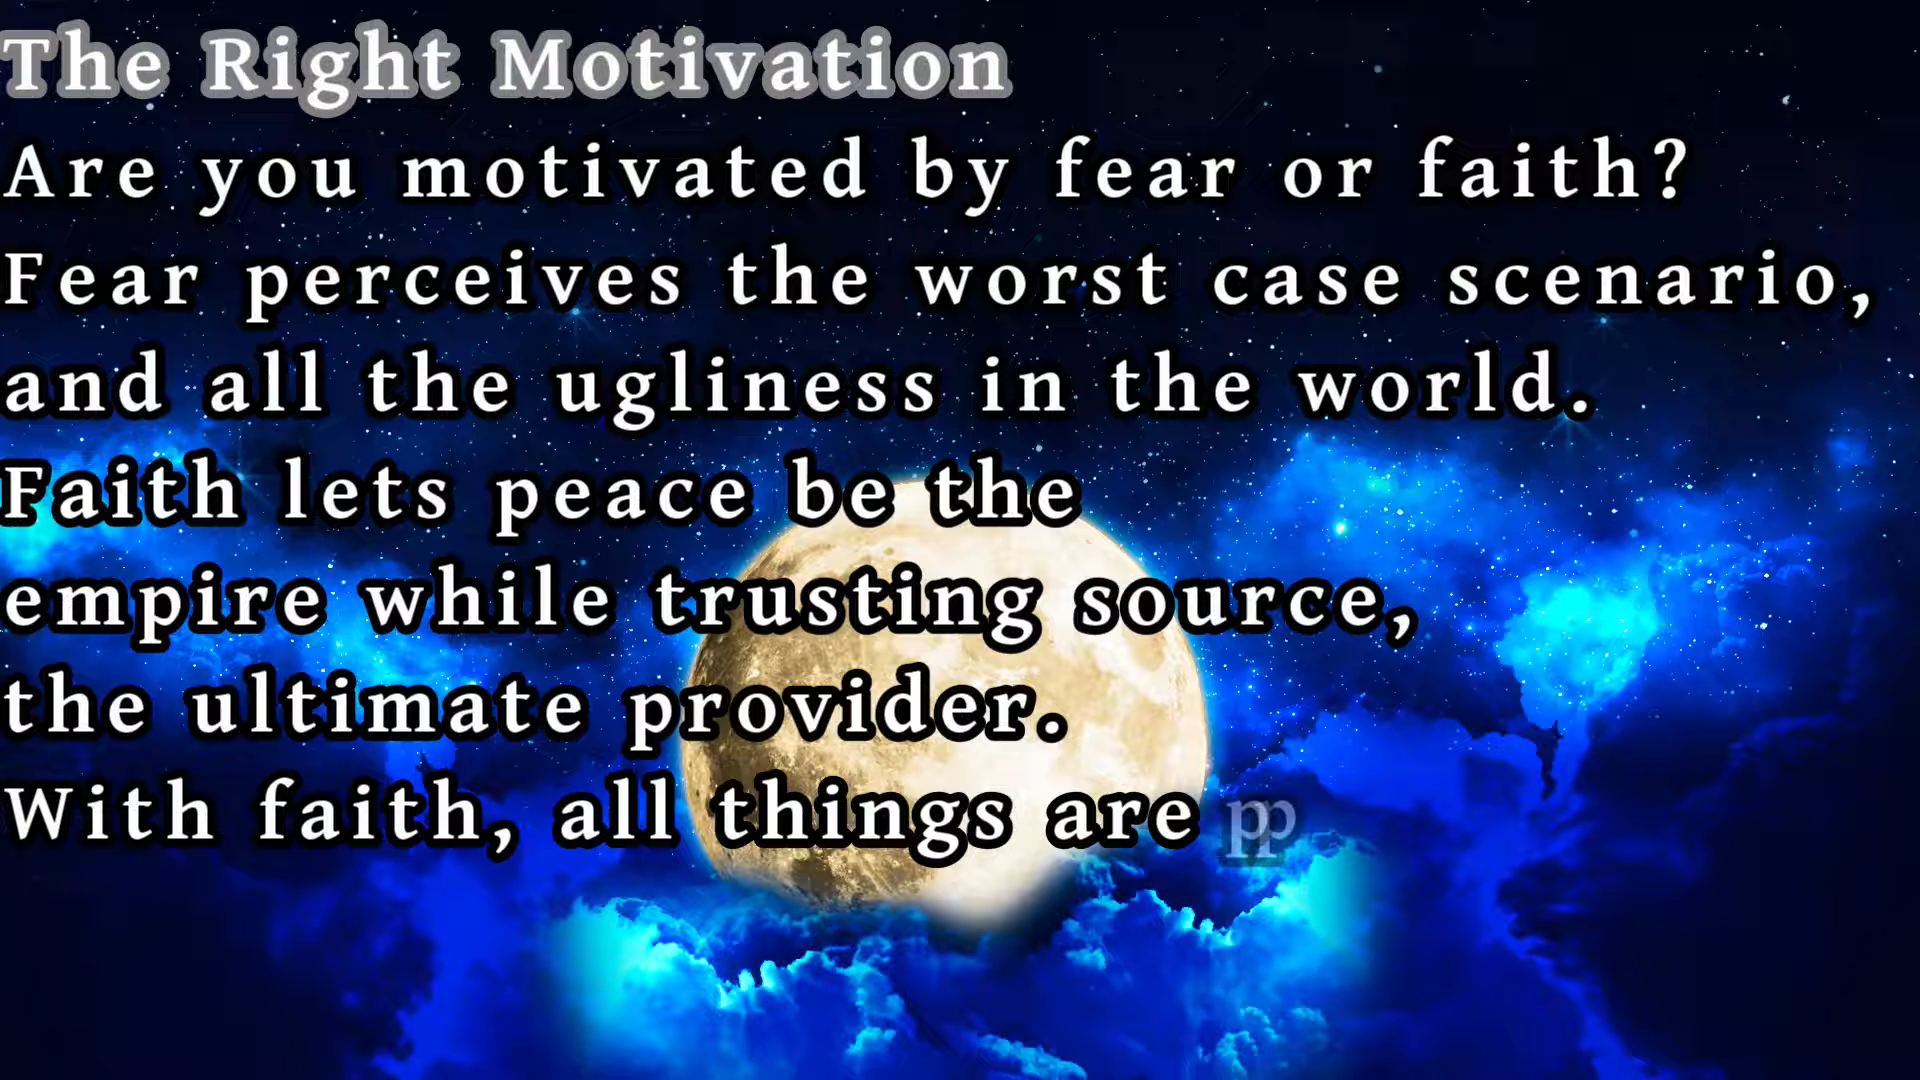 The Right Motivation
Are you motivated by fear or faith?
Fear perceives the worst case scenario,
and all the ugliness in the world.
Faith lets peace be the
empire while trusting source,
the ultimate provider.
With faith, all things are